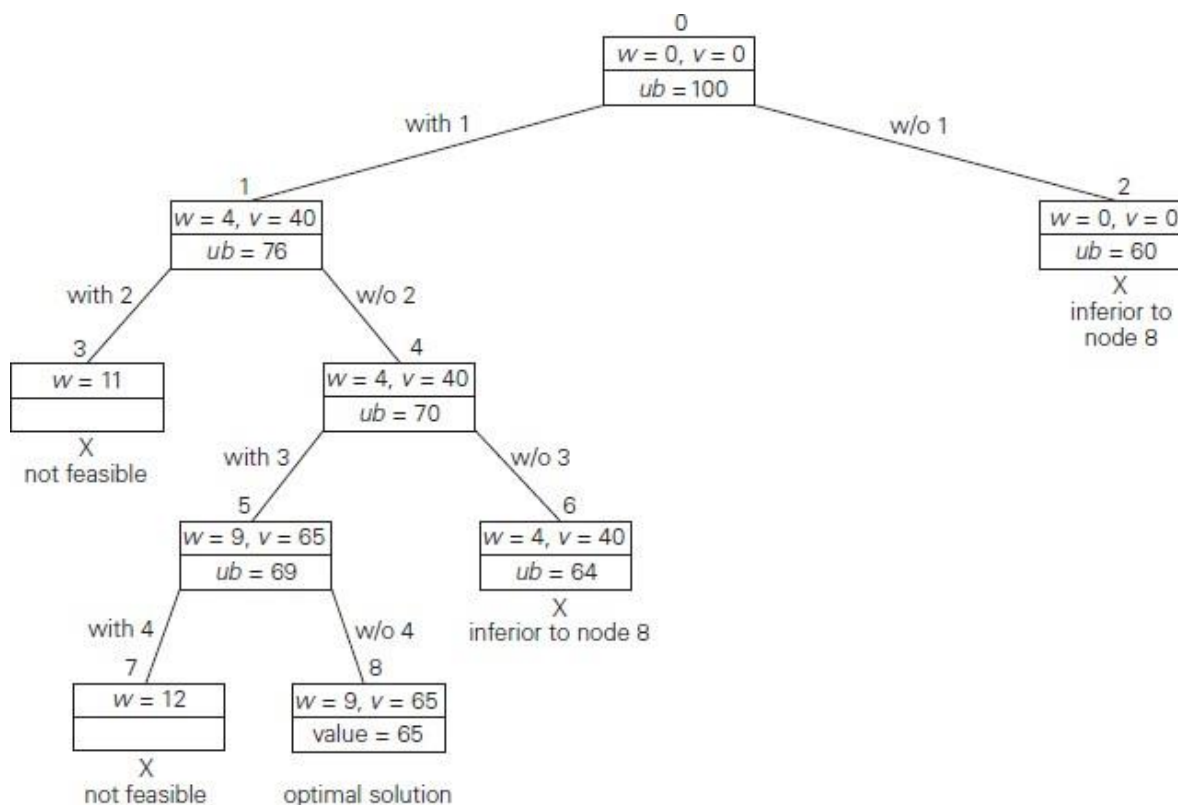 0
w = 0, v = 0
ub = 100
with 1
w/o 1
1
2
w = 4, v = 40
ub = 76
w = 0, v = 0
ub = 60
X
inferior to
node 8
with 2
w/o 2
3
4
w = 11
X
not feasible
w = 4, v = 40
ub = 70
with 3
w/o 3
5
6
w = 9, v = 65
ub = 69
w = 4, v = 40
ub = 64
X
inferior to node 8
with 4
w/o 4
7
8
w = 12
X
not feasible
w = 9, v = 65
value = 65
optimal solution